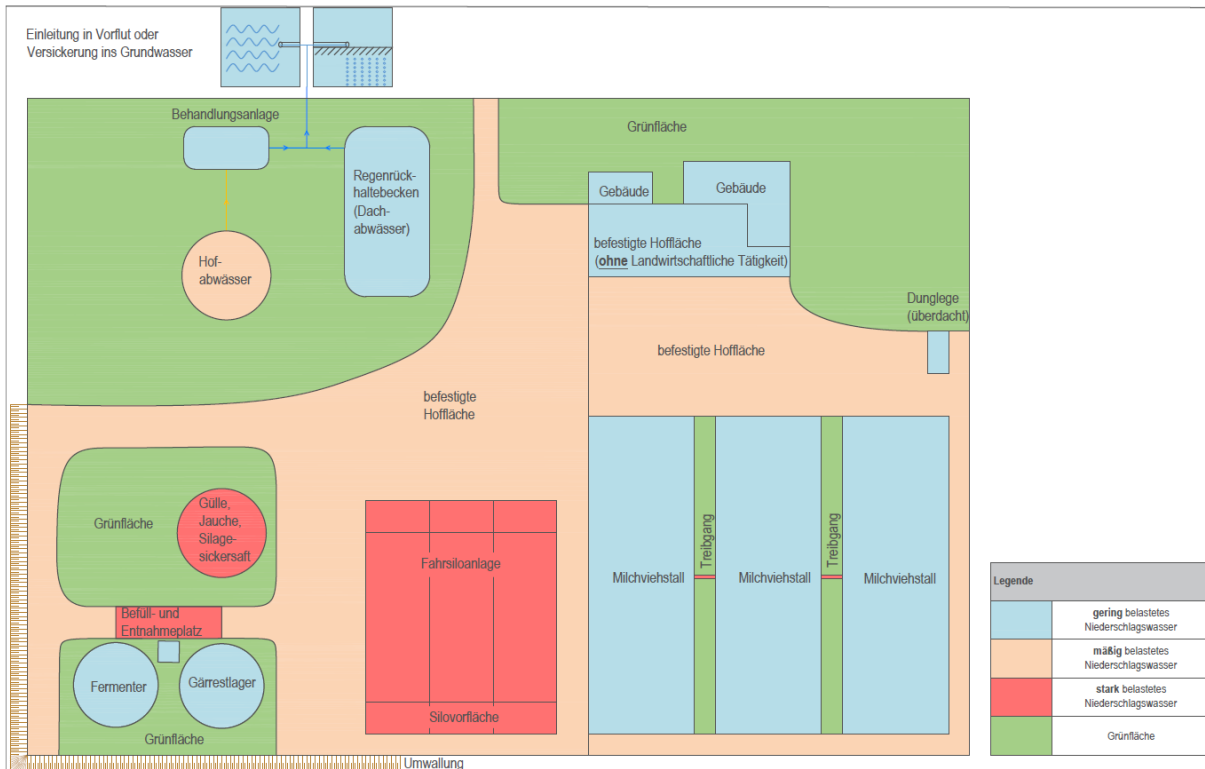 Einleitung in Vorflut oder
Versickerung ins Grundwasser
Behandlungsanlage
Regenrück-
haltebecken
(Dach-
abwässer)
Hof-
abwässer
Grünfläche
Gebäude
Gebäude
befestigte Hoffläche
(ohne Landwirtschaftliche Tätigkeit)
Dunglege
(überdacht)
befestigte Hoffläche
befestigte
Hoffläche
Grünfläche
Gülle,
Jauche,
Silage-
sickersaft
Befüll- und
Entnahmeplatz
Fermenter
Gärrestlager
Grünfläche
Fahrsiloanlage
Silovorfläche
Milchviehstall
Treibgang
Milchviehstall
Treibgang
Milchviehstall
Umwallung
Legende
gering belastetes
Niederschlagswasser
mäßig belastetes
Niederschlagswasser
stark belastetes
Niederschlagswasser
Grünfläche